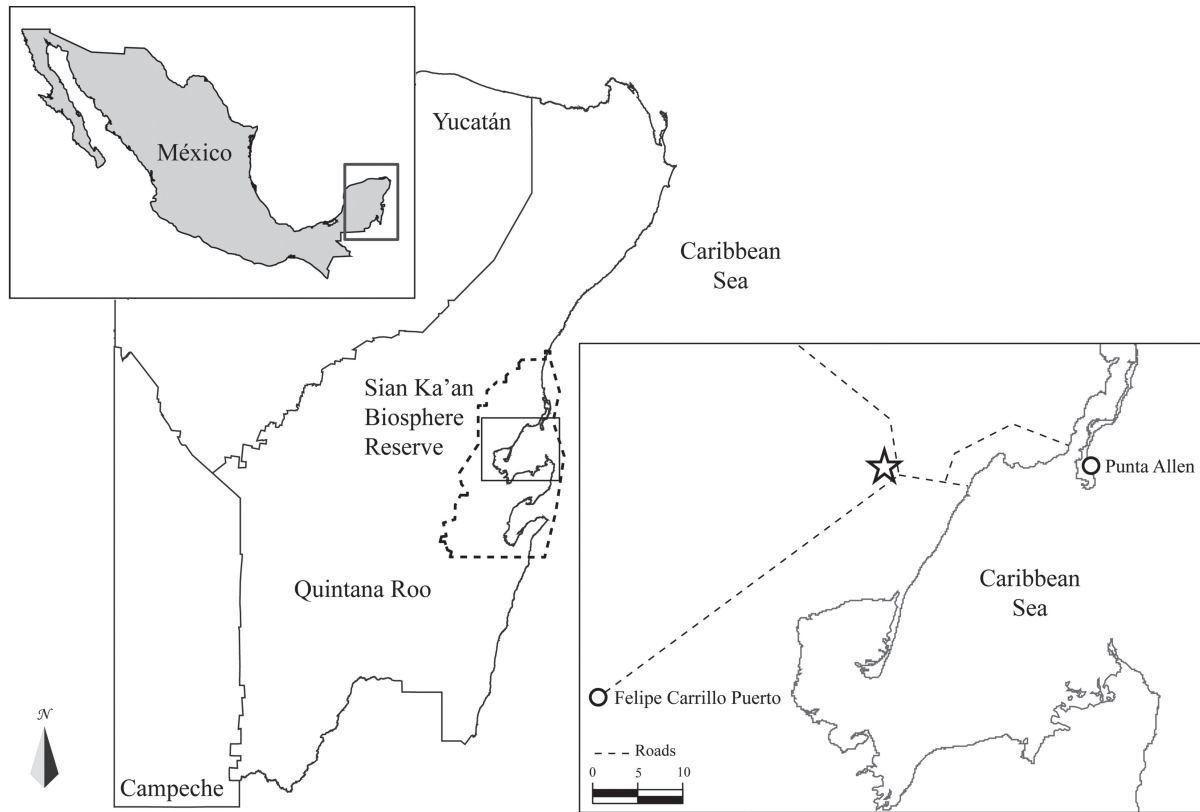 Yucatán
México
Caribbean
Sea
Sian Ka'an
Biosphere
Reserve
Punta Allen
Caribbean
Sea
Quintana Roo
Felipe Carrillo Puerto
N
Roads
0 5 10
Campeche